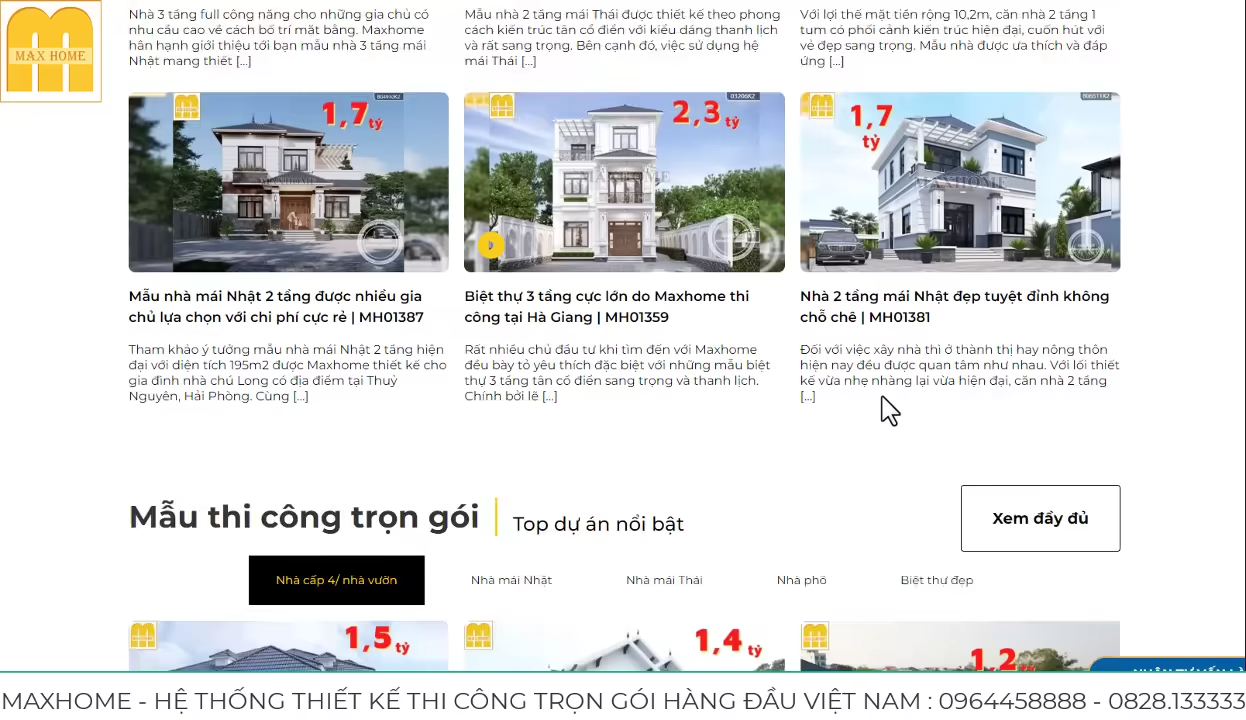 Nhà 3 tầng full công năng cho những gia chủ có
nhu cầu cao về cách bố trí mặt bằng. Maxhome
hân hạnh giới thiệu tới bạn mẫu nhà 3 tầng mái
Nhật mang thiết [...]
Mẫu nhà 2 tầng mái Thái được thiết kế theo phong
cách kiến trúc tân cổ điển với kiểu dáng thanh lịch
và rất sang trọng. Bên cạnh đó, việc sử dụng hệ
mái Thái [...]
Với lợi thế mặt tiền rộng 10,2m, căn nhà 2 tầng 1
tum có phối cảnh kiến trúc hiện đại, cuốn hút với
vẻ đẹp sang trọng. Mẫu nhà được ưa thích và đáp
ứng [...]
MAX HOME
1,7 tỷ
MAXHOME
2,3 tỷ
03206K2
MAXHOME
1,7
tỷ
MAXHOME
Mẫu nhà mái Nhật 2 tầng được nhiều gia
chủ lựa chọn với chi phí cực rẻ | MH01387
Biệt thự 3 tầng cực lớn do Maxhome thi
công tại Hà Giang | MH01359
Nhà 2 tầng mái Nhật đẹp tuyệt đỉnh không
chỗ chê | MH01381
Tham khảo ý tưởng mẫu nhà mái Nhật 2 tầng hiện
đại với diện tích 195m2 được Maxhome thiết kế cho
gia đình nhà chú Long có địa điểm tại Thuỷ
Nguyên, Hải Phòng. Cùng [...]
Rất nhiều chủ đầu tư khi tìm đến với Maxhome
đều bày tỏ yêu thích đặc biệt với những mẫu biệt
thự 3 tầng tân cổ điển sang trọng và thanh lịch.
Chính bởi lẽ [...]
Đối với việc xây nhà thì ở thành thị hay nông thôn
hiện nay đều được quan tâm như nhau. Với lối thiết
kế vừa nhẹ nhàng lại vừa hiện đại, căn nhà 2 tầng
[...]
Mẫu thi công trọn gói
Top dự án nổi bật
Xem đầy đủ
Nhà cấp 4/ nhà vườn
Nhà mái Nhật
Nhà mái Thái
Nhà phố
Biệt thự đẹp
1,5 tỷ
1,4 tỷ
1,2 tỷ
MAXHOME - HỆ THỐNG THIẾT KẾ THI CÔNG TRỌN GÓI HÀNG ĐẦU VIỆT NAM : 0964458888 - 0828.133333